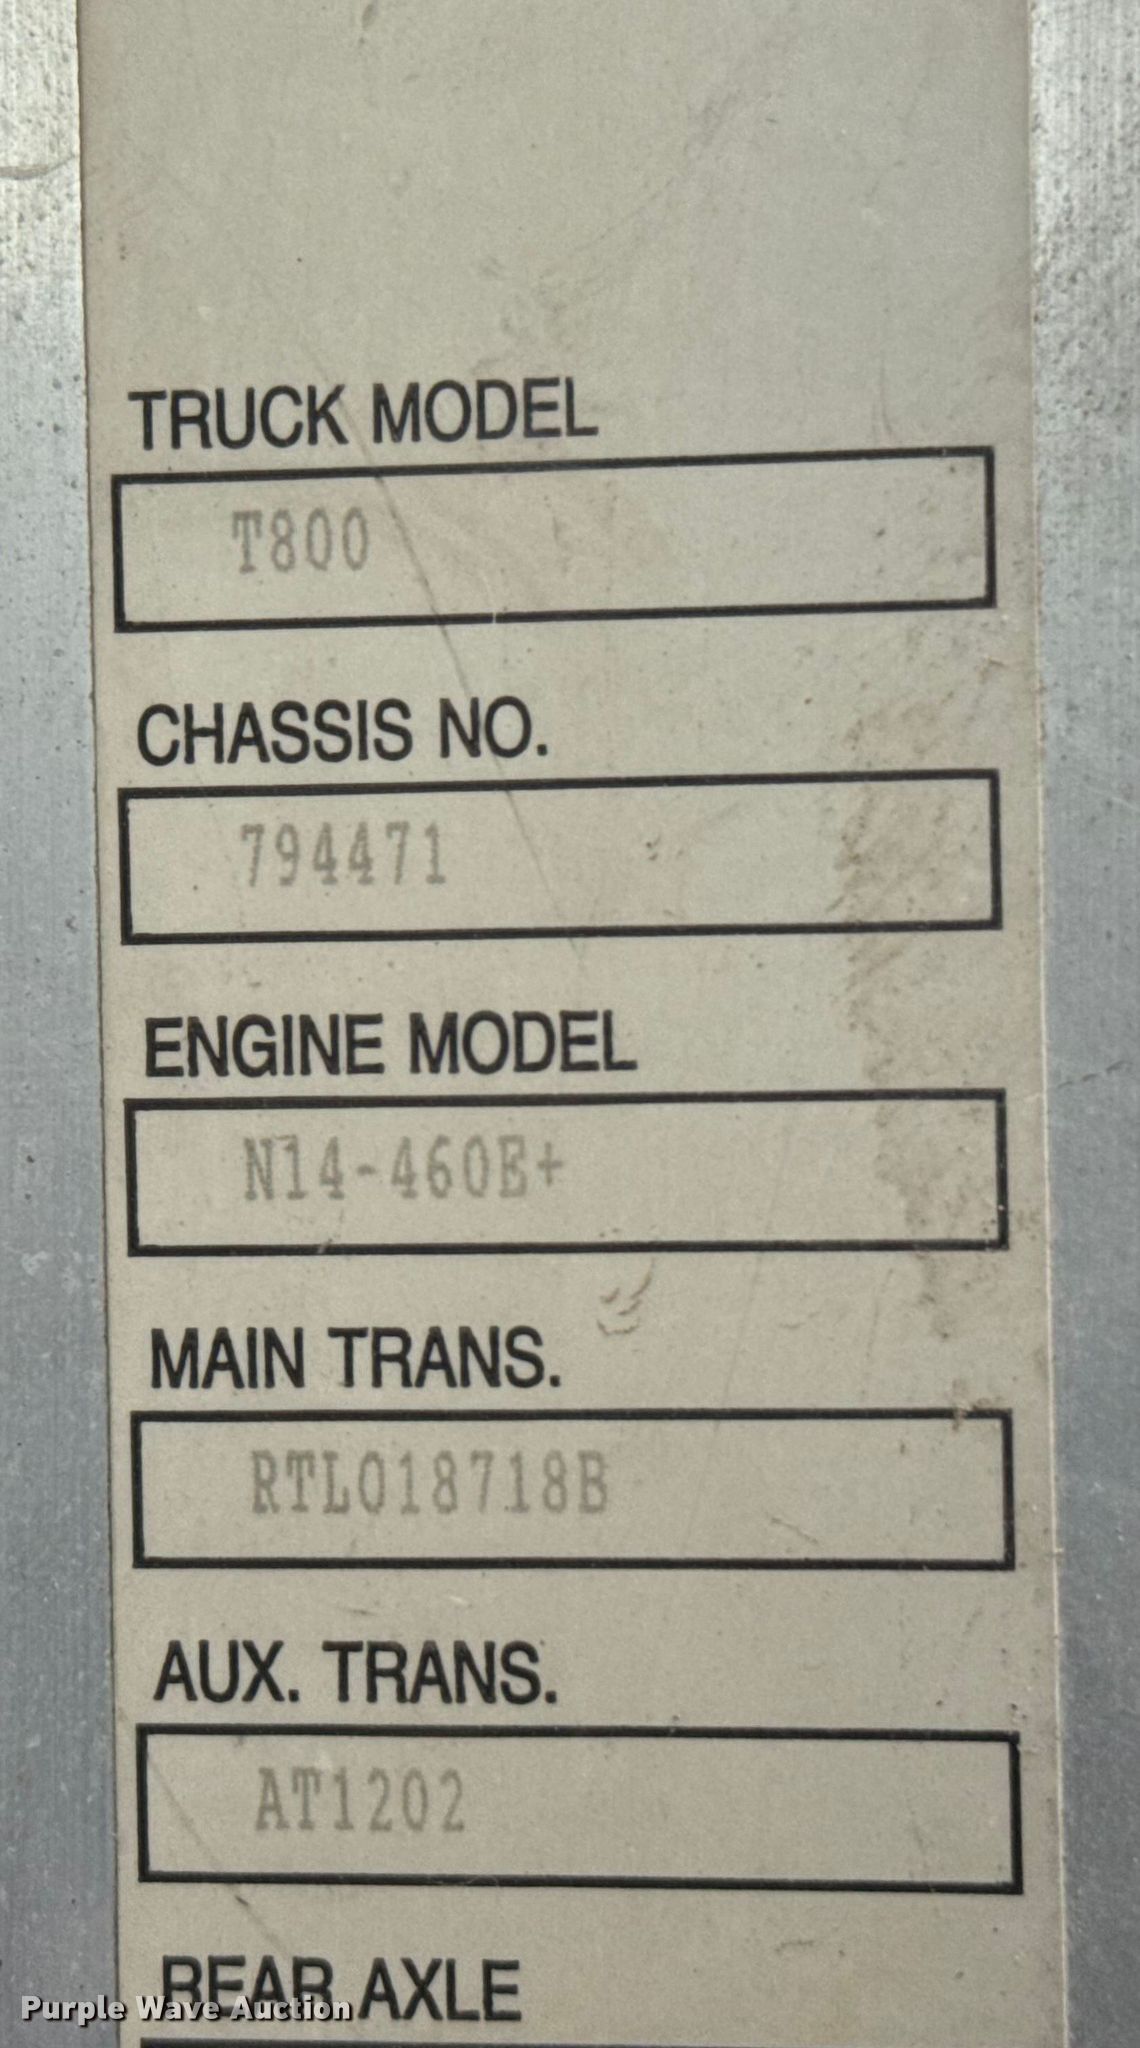 TRUCK MODEL
T800
CHASSIS NO.
794471
ENGINE MODEL
N14-460E+
MAIN TRANS.
RTLO18718B
AUX. TRANS.
AT1202
REAR AXLE
Purple Wave Auction